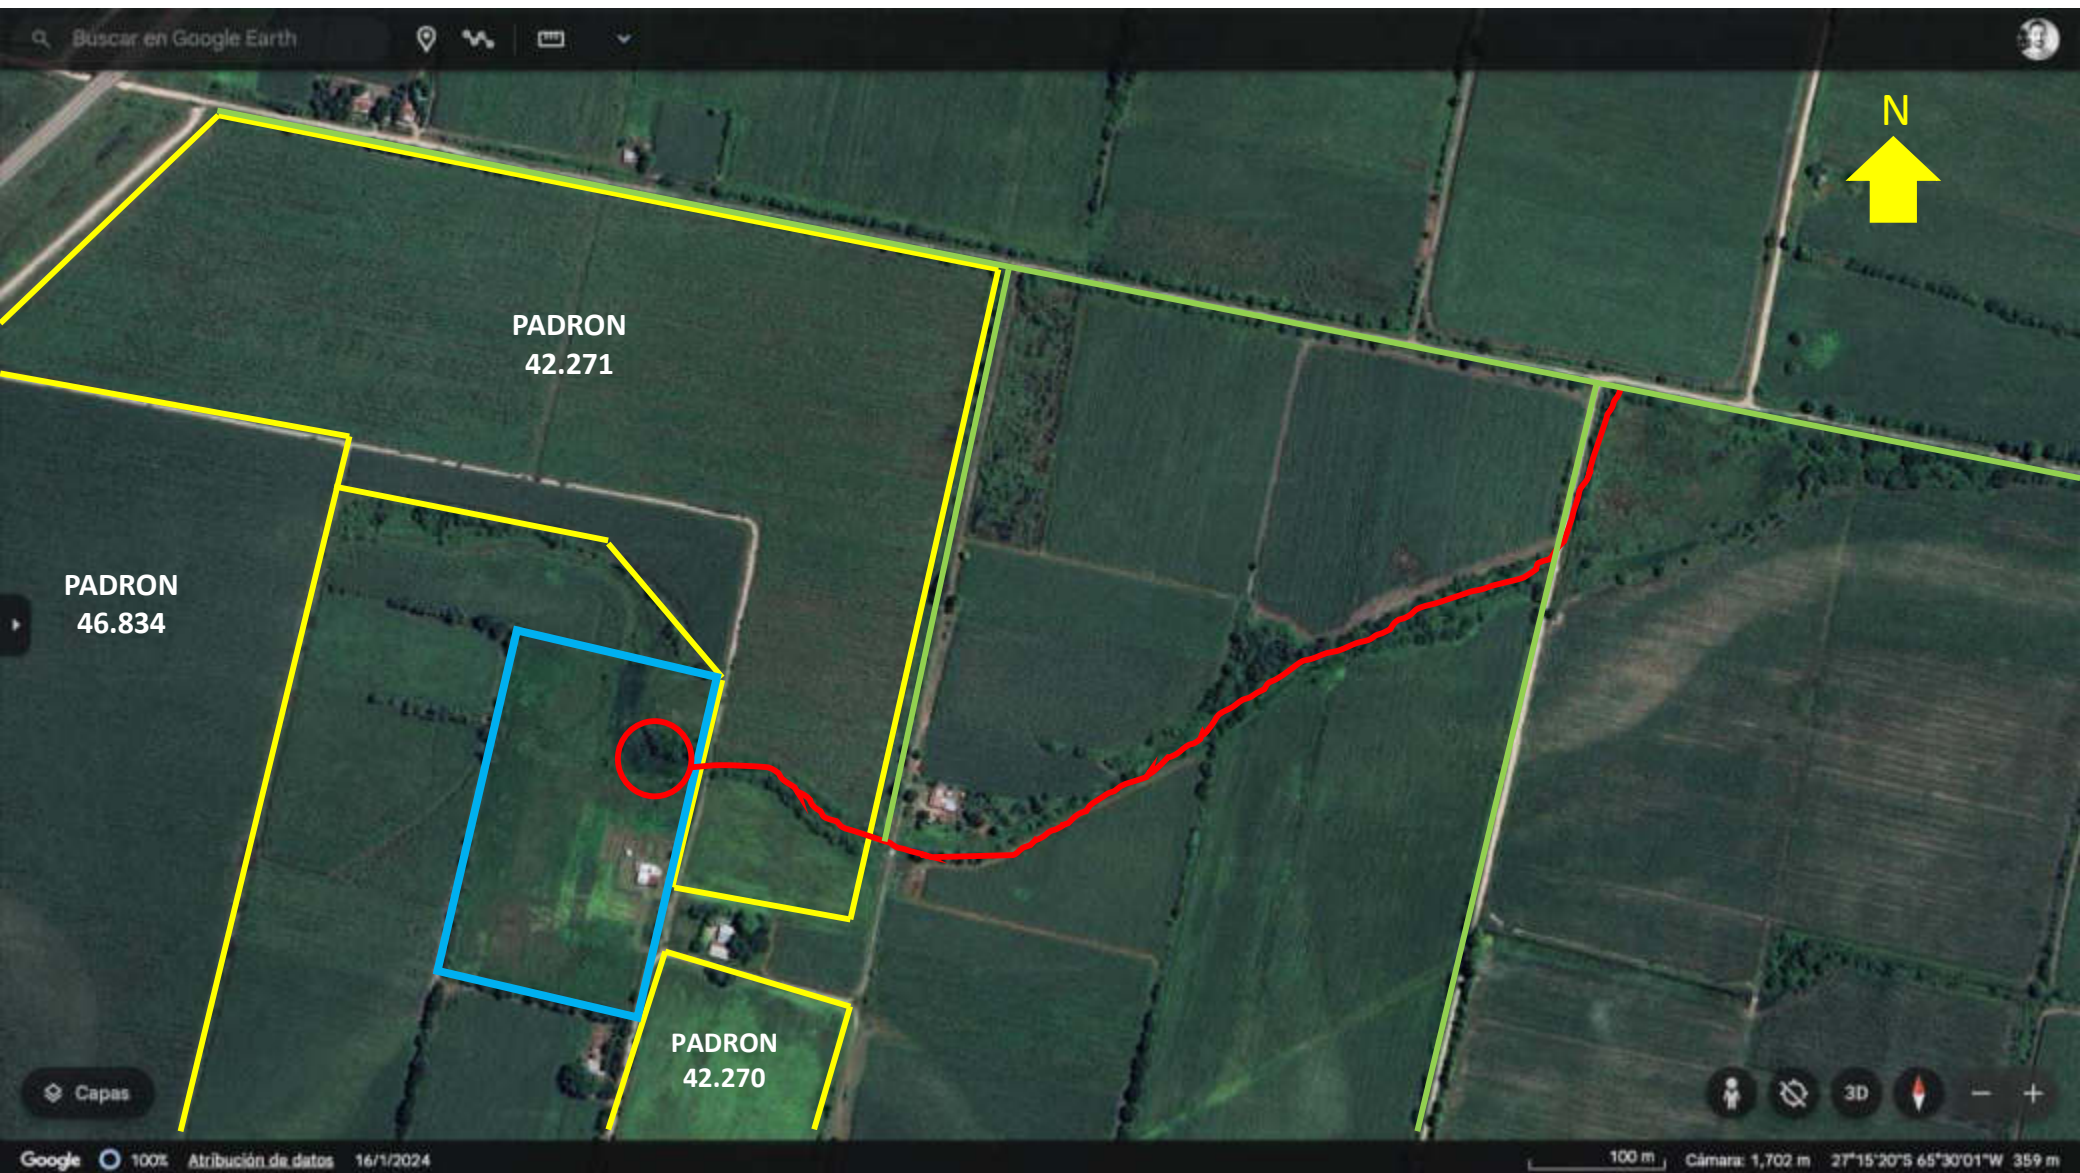 Buscar en Google Earth
N
PADRON
42.271
PADRON
46.834
PADRON
42.270
Capas
3D
Google 100% Atribución de datos 16/1/2024
100 m Cámara: 1,702 m 27°15'20"S 65°30'01"W 359 m